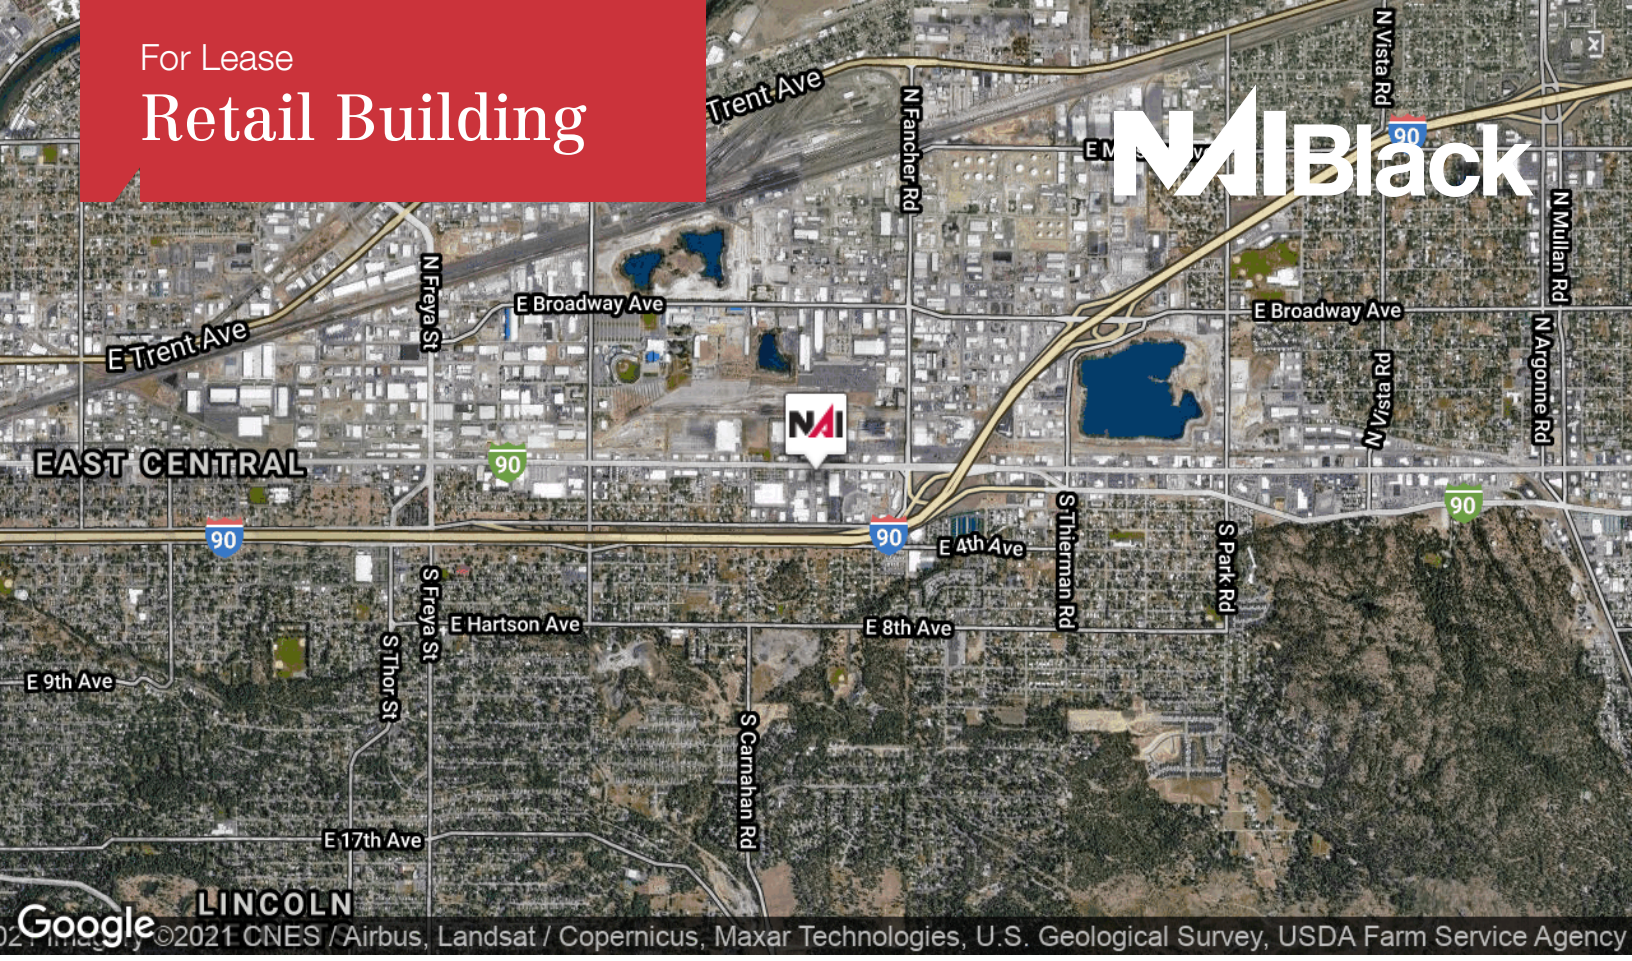 For Lease
Retail Building
NAIBlack
N Vista Rd
Trent Ave
N Fancher Rd
90
N Mullan Rd
N Freya St
E Broadway Ave
E Broadway Ave
E Trent Ave
N Argonne Rd
N Vista Rd
NAI
EAST CENTRAL
90
90
90
90
S Thierman Rd
E 4th Ave
S Park Rd
S Freya St
E Hartson Ave
E 8th Ave
S Thor St
E 9th Ave
S Carnahan Rd
E 17th Ave
LINCOLN
Google
©2021 CNES / Airbus, Landsat / Copernicus, Maxar Technologies, U.S. Geological Survey, USDA Farm Service Agency